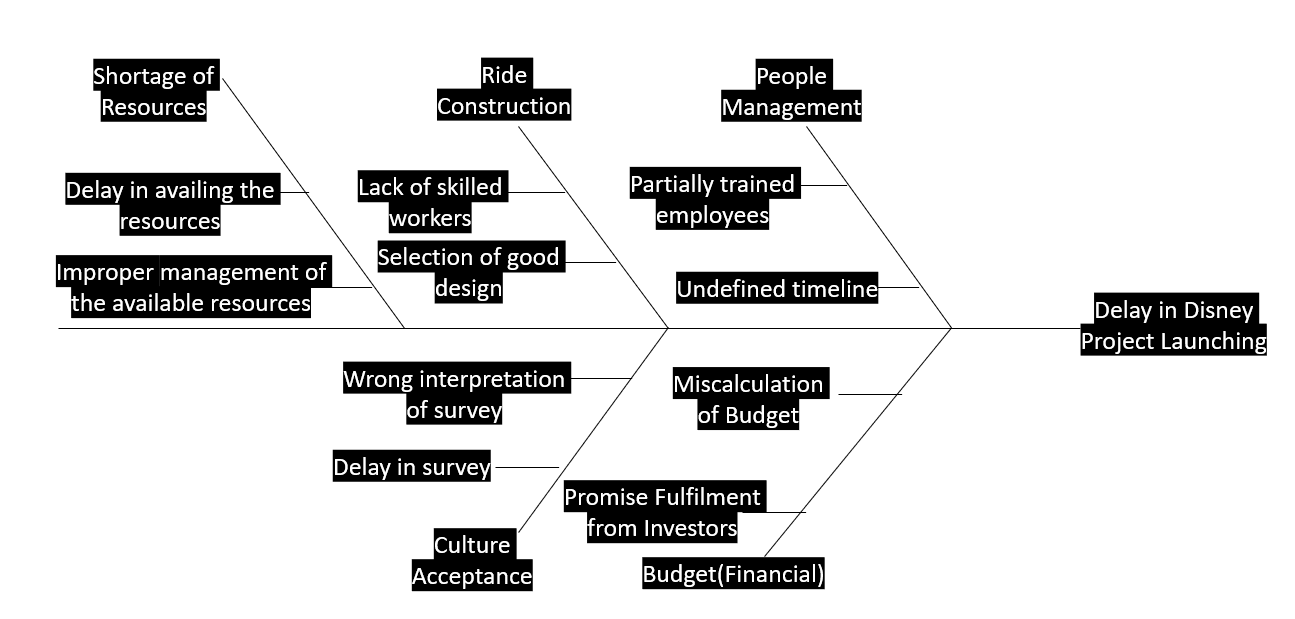 Shortage of
Resources
Ride
Construction
People
Management
Delay in availing the
resources
Lack of skilled
workers
Partially trained
employees
Improper management of
the available resources
Selection of good
design
Undefined timeline
Delay in Disney
Project Launching
Wrong interpretation
of survey
Miscalculation
of Budget
Delay in survey
Promise Fulfilment
from Investors
Culture
Acceptance
Budget(Financial)